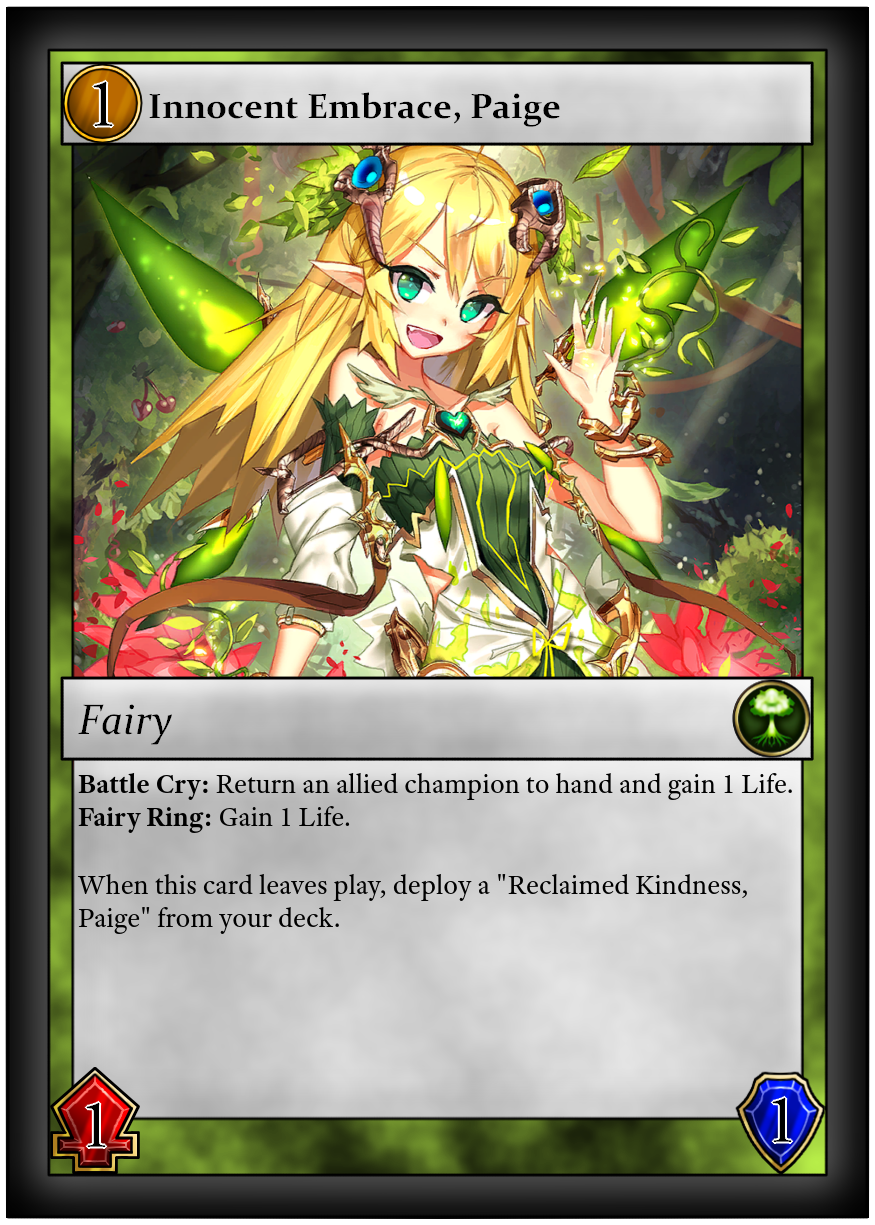 1 Innocent Embrace, Paige
Fairy
Battle Cry: Return an allied champion to hand and gain 1 Life.
Fairy Ring: Gain 1 Life.
When this card leaves play, deploy a "Reclaimed Kindness,
Paige" from your deck.
1 1